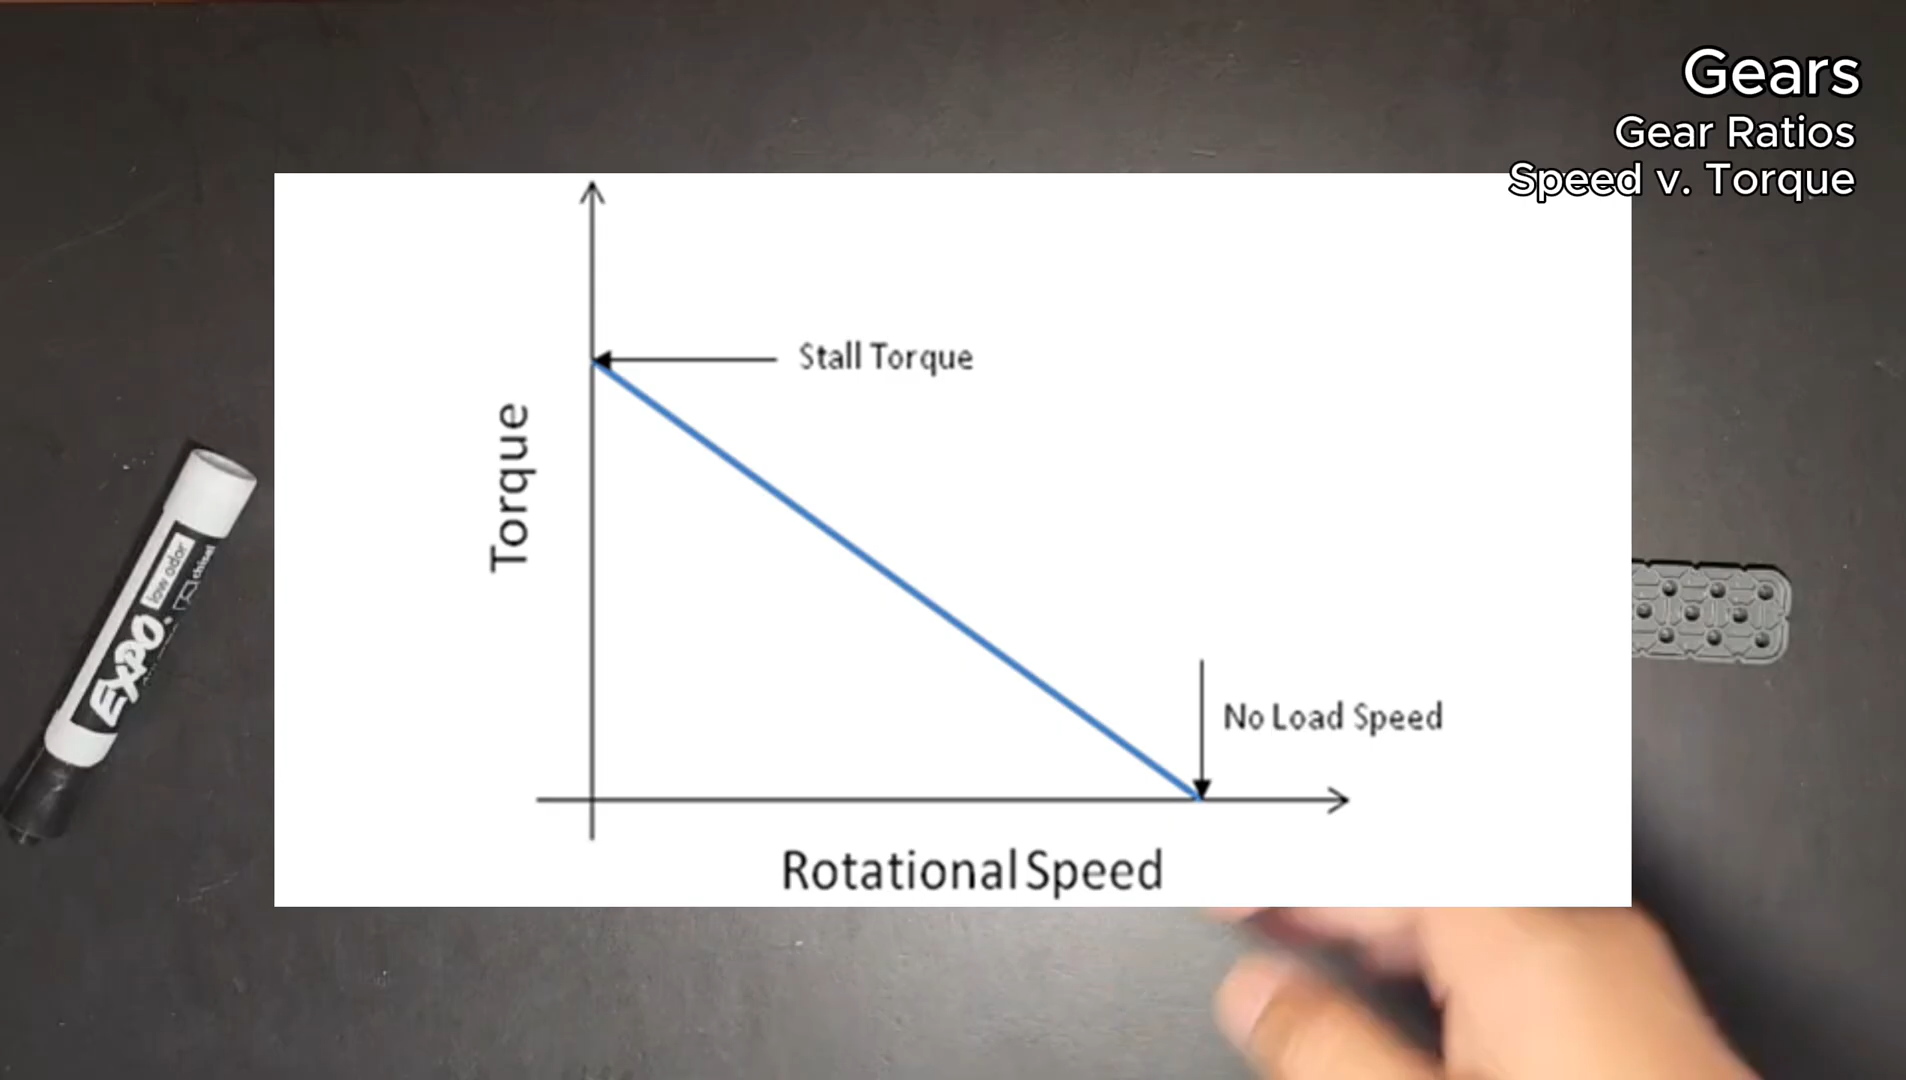 Gears
Gear Ratios
Speed v. Torque
Stall Torque
Torque
No Load Speed
Rotational Speed
EXPO
low odor
chisel